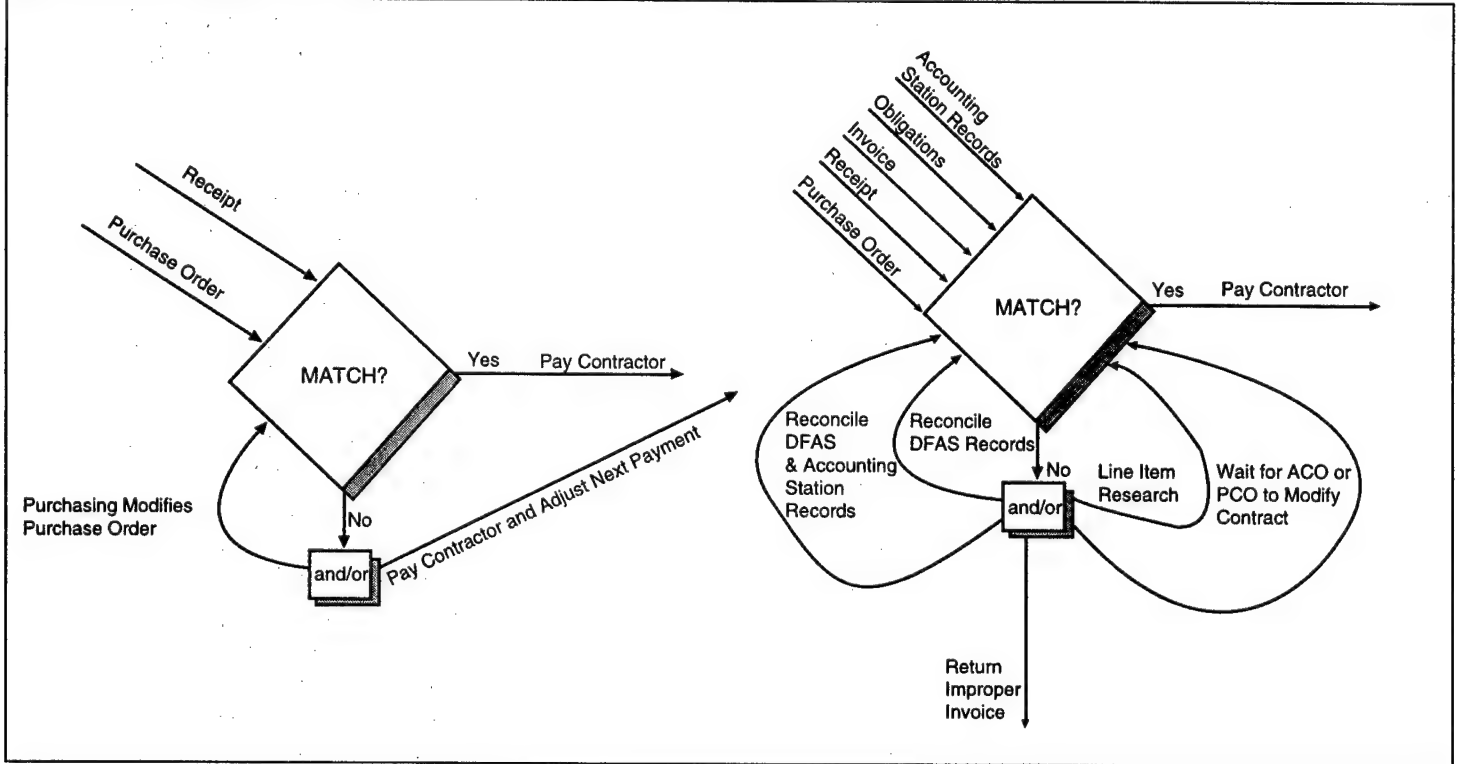 Receipt
Purchase Order
MATCH?
Yes
Pay Contractor
No
and/or
Purchasing Modifies
Purchase Order
Pay Contractor and Adjust Next Payment
Accounting
Station Records
Obligations
Invoice
Receipt
Purchase Order
MATCH?
Yes
Pay Contractor
Reconcile
DFAS
& Accounting
Station
Records
Reconcile
DFAS Records
No
and/or
Line Item
Research
Wait for ACO or
PCO to Modify
Contract
Return
Improper
Invoice